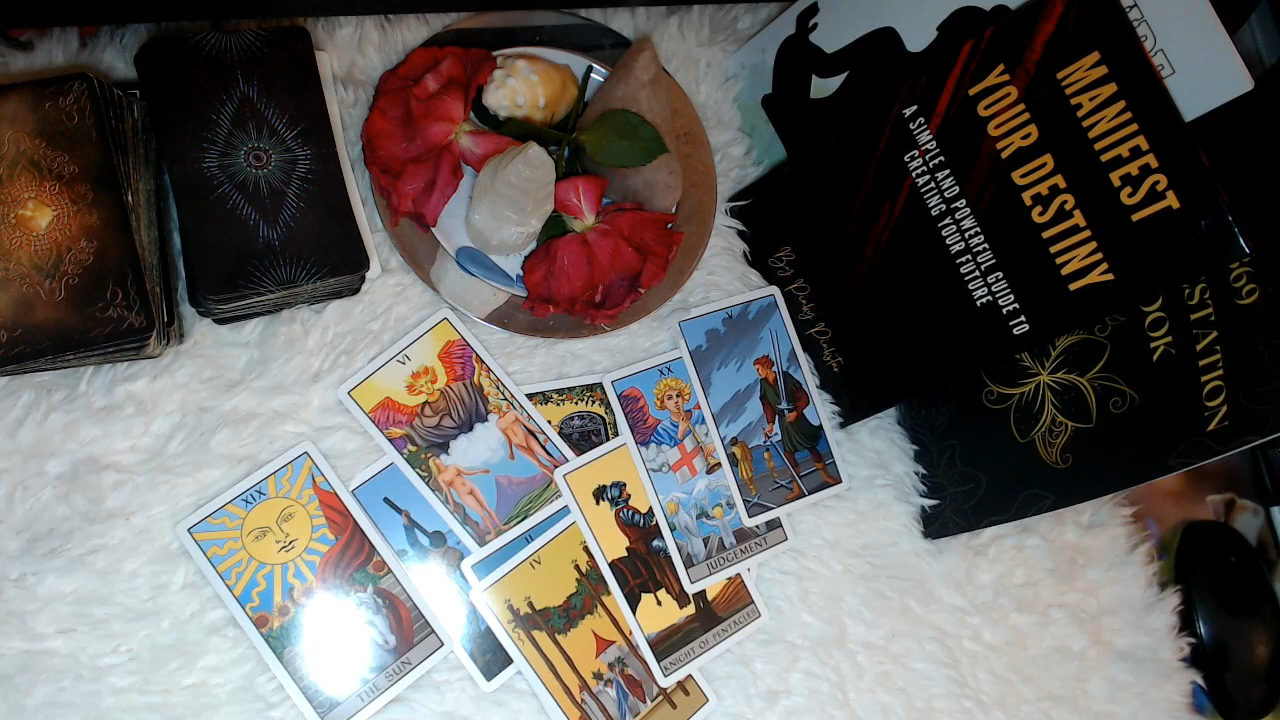 MANIFEST
YOUR DESTINY
A SIMPLE AND POWERFUL GUIDE TO
CREATING YOUR FUTURE
369
STATION
OOK
VI
XX
V
XIX
II
IV
JUDGEMENT
KNIGHT OF PENTACLES
THE SUN